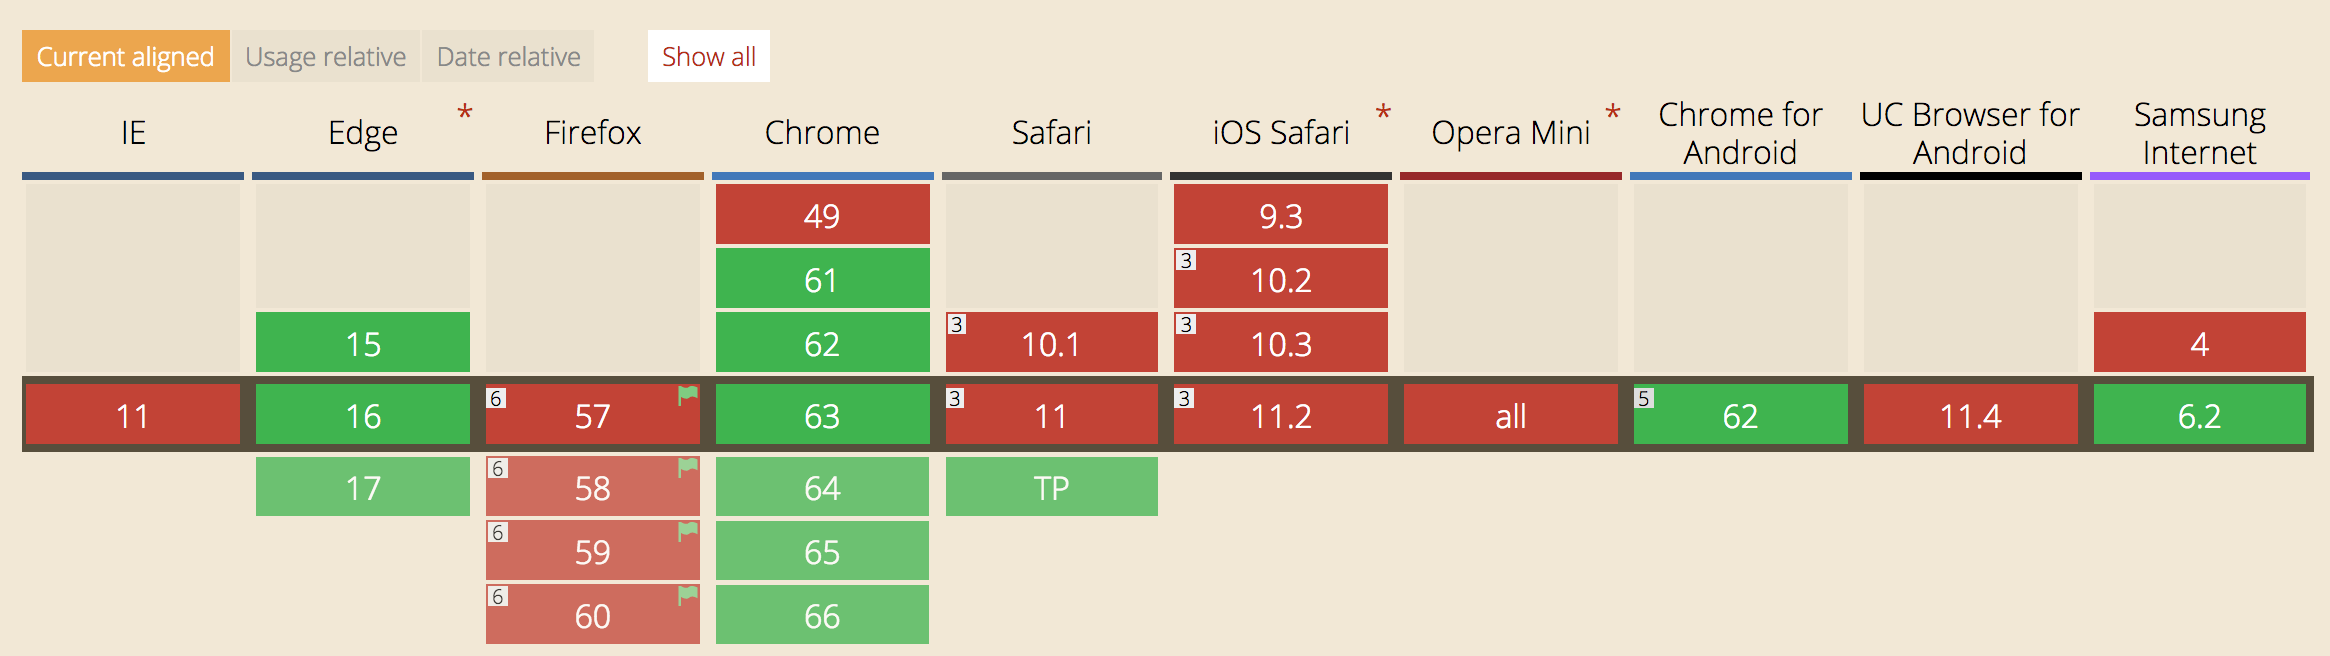 Current aligned Usage relative Date relative Show all
IE Edge * Firefox Chrome Safari iOS Safari * Opera Mini * Chrome for Android UC Browser for Android Samsung Internet
49 9.3
61 3 10.2
15 62 3 10.1 3 10.3 4
11 16 6 57 63 3 11 3 11.2 all 5 62 11.4 6.2
17 6 58 64 TP
6 59 65
6 60 66